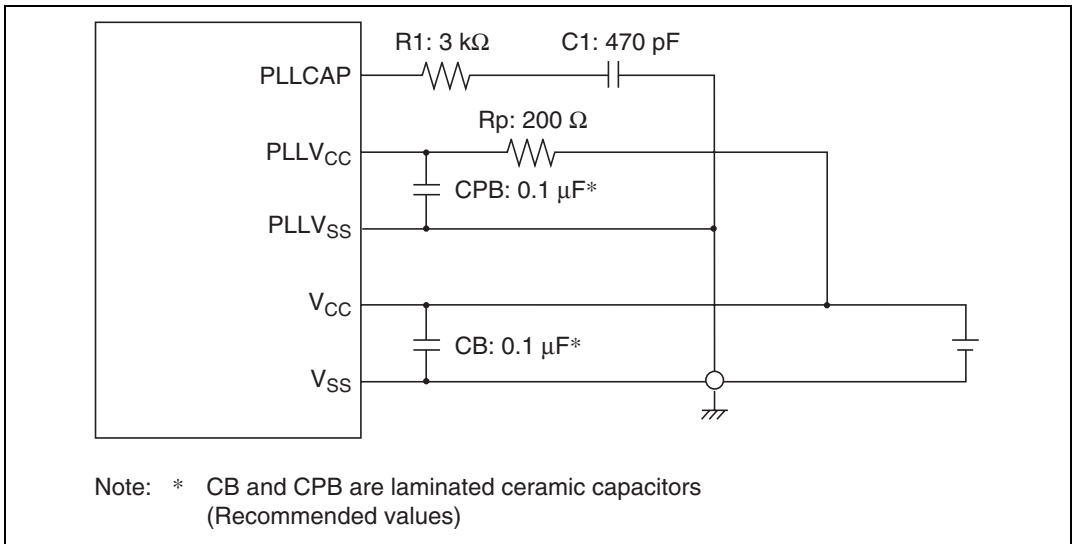 R1: 3 kΩ
C1: 470 pF
PLLCAP
Rp: 200 Ω
PLLVCC
CPB: 0.1 μF*
PLLVSS
VCC
CB: 0.1 μF*
VSS
Note: * CB and CPB are laminated ceramic capacitors
(Recommended values)